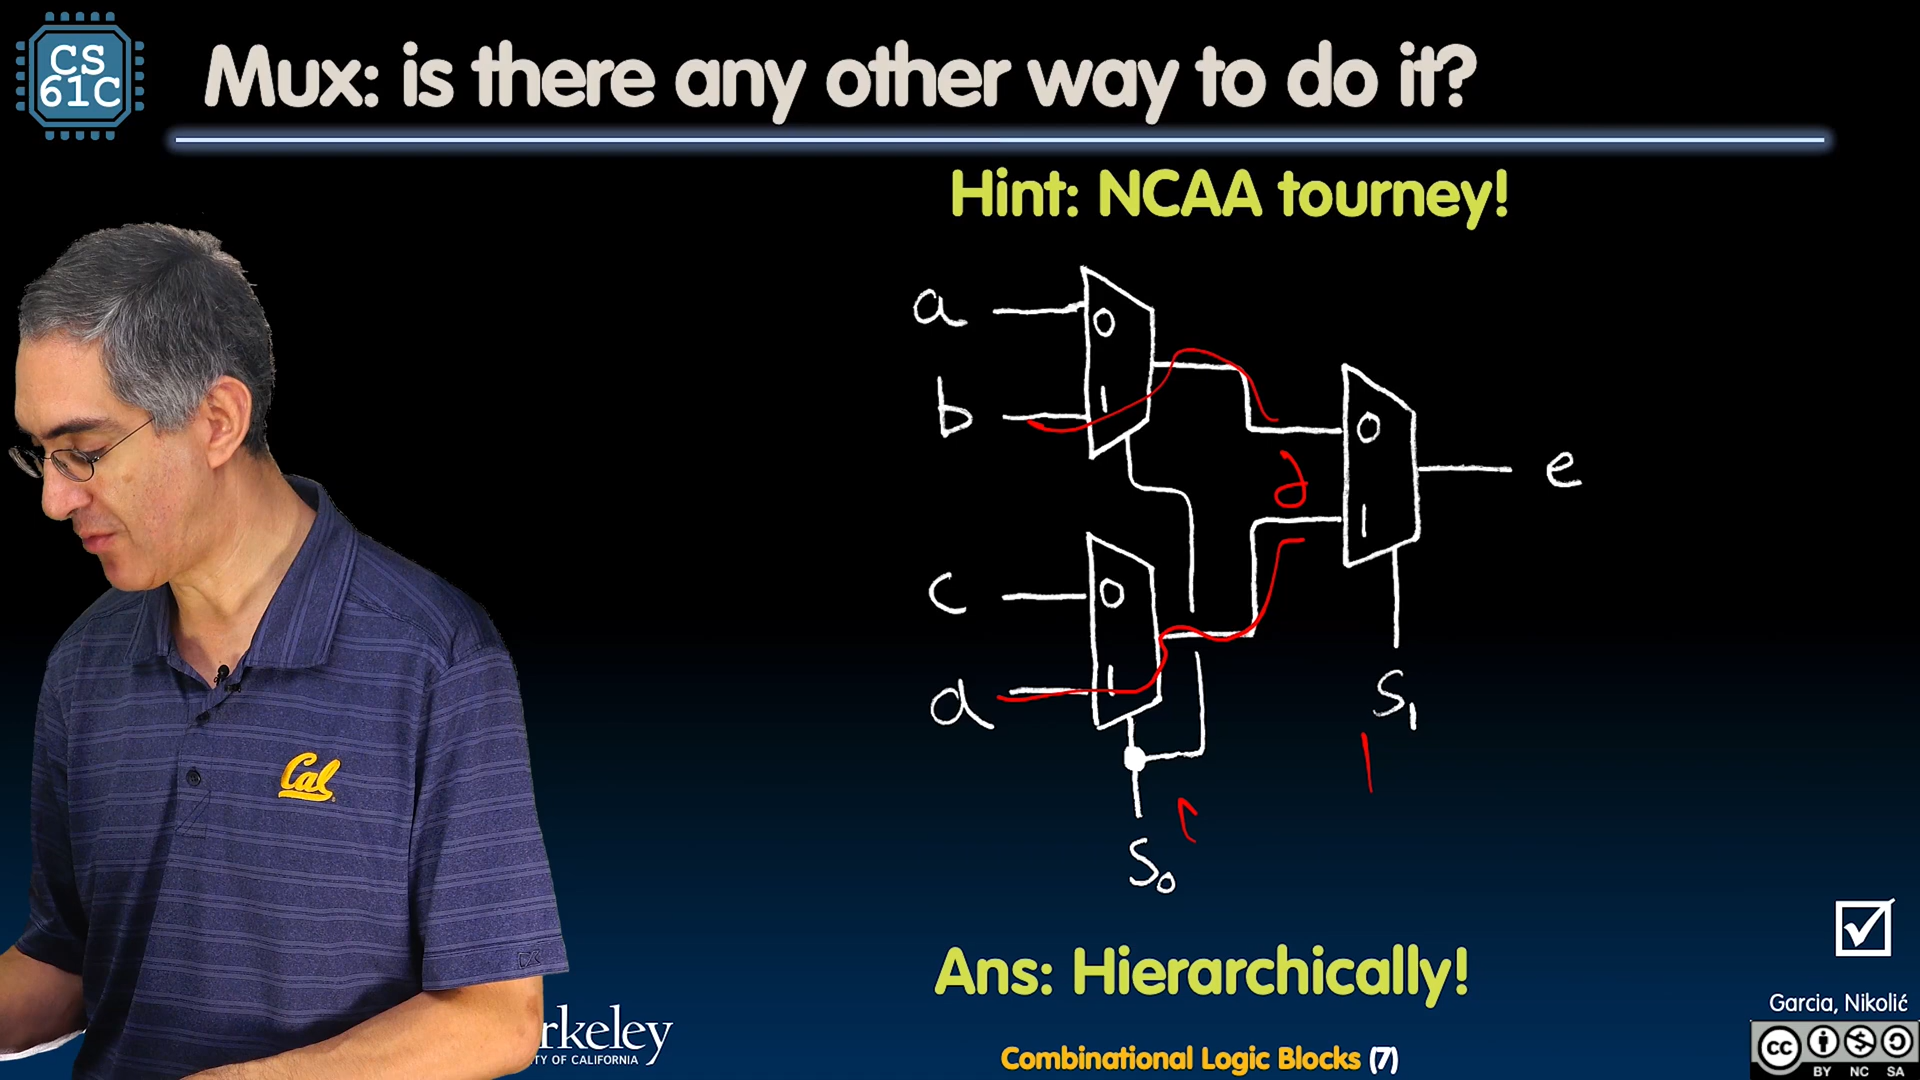 CS
61C
Mux: is there any other way to do it?
Hint: NCAA tourney!
a
0
b
1
0
e
1
c
0
d
1
S1
1
S0
Cal
Ans: Hierarchically!
rkeley
TY OF CALIFORNIA
Combinational Logic Blocks (7)
Garcia, Nikolić
cc
BY NC SA